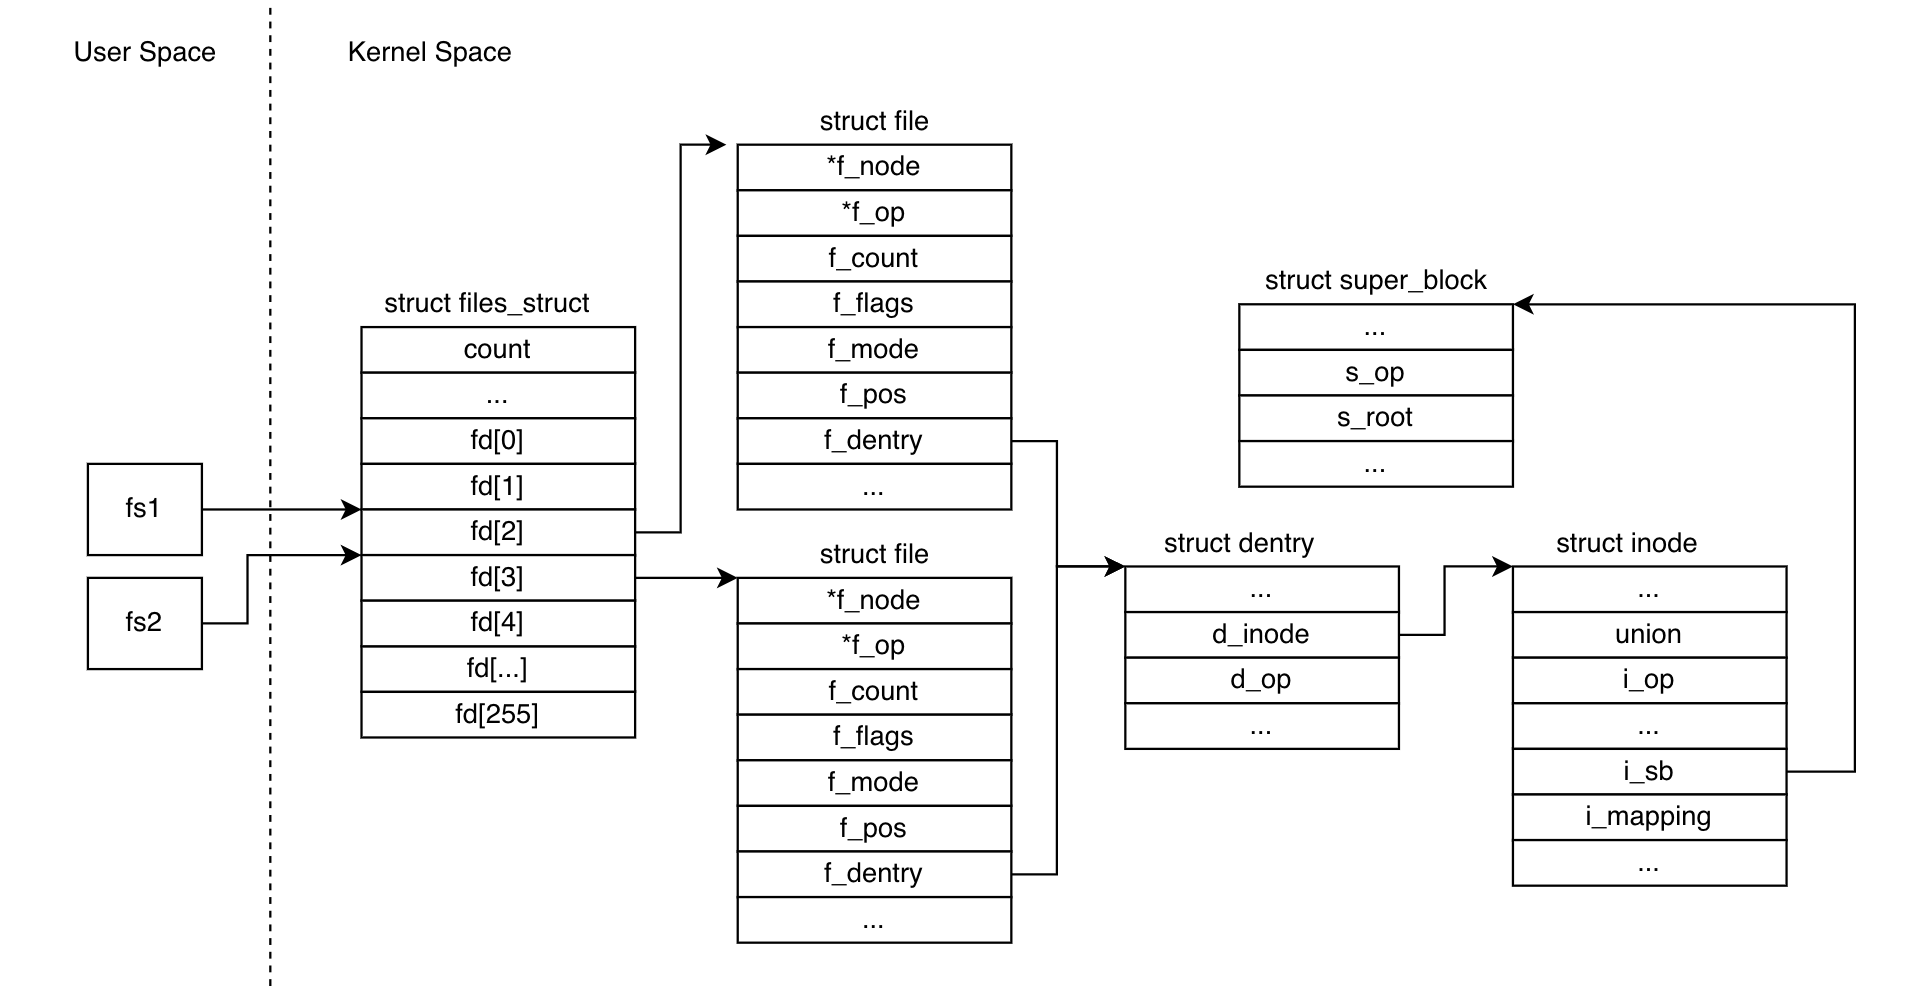 User Space
Kernel Space
struct file
*f_node
*f_op
f_count
f_flags
f_mode
f_pos
f_dentry
...
struct files_struct
count
...
fd[0]
fd[1]
fd[2]
fd[3]
fd[4]
fd[...]
fd[255]
fs1
fs2
struct file
*f_node
*f_op
f_count
f_flags
f_mode
f_pos
f_dentry
...
struct super_block
...
s_op
s_root
...
struct dentry
...
d_inode
d_op
...
struct inode
...
union
i_op
...
i_sb
i_mapping
...